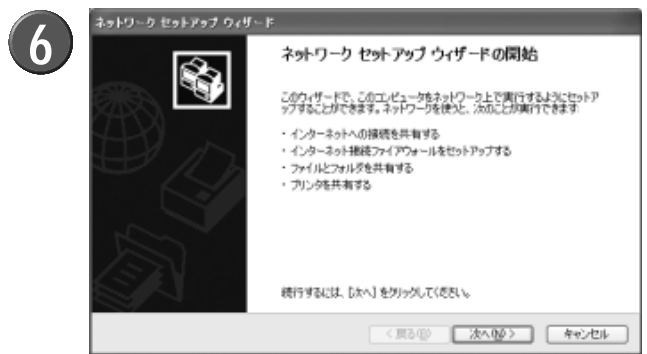 6
ネットワーク セットアップ ウィザード
ネットワーク セットアップ ウィザードの開始
このウィザードで、このコンピュータをネットワーク上で実行するようにセットア
ップすることができます。ネットワークを使うと、次のことが実行できます:
・インターネットへの接続を共有する
・インターネット接続ファイアウォールをセットアップする
・ファイルとフォルダを共有する
・プリンタを共有する
続行するには、[次へ] をクリックしてください。
< 戻る(B)
次へ(N) >
キャンセル